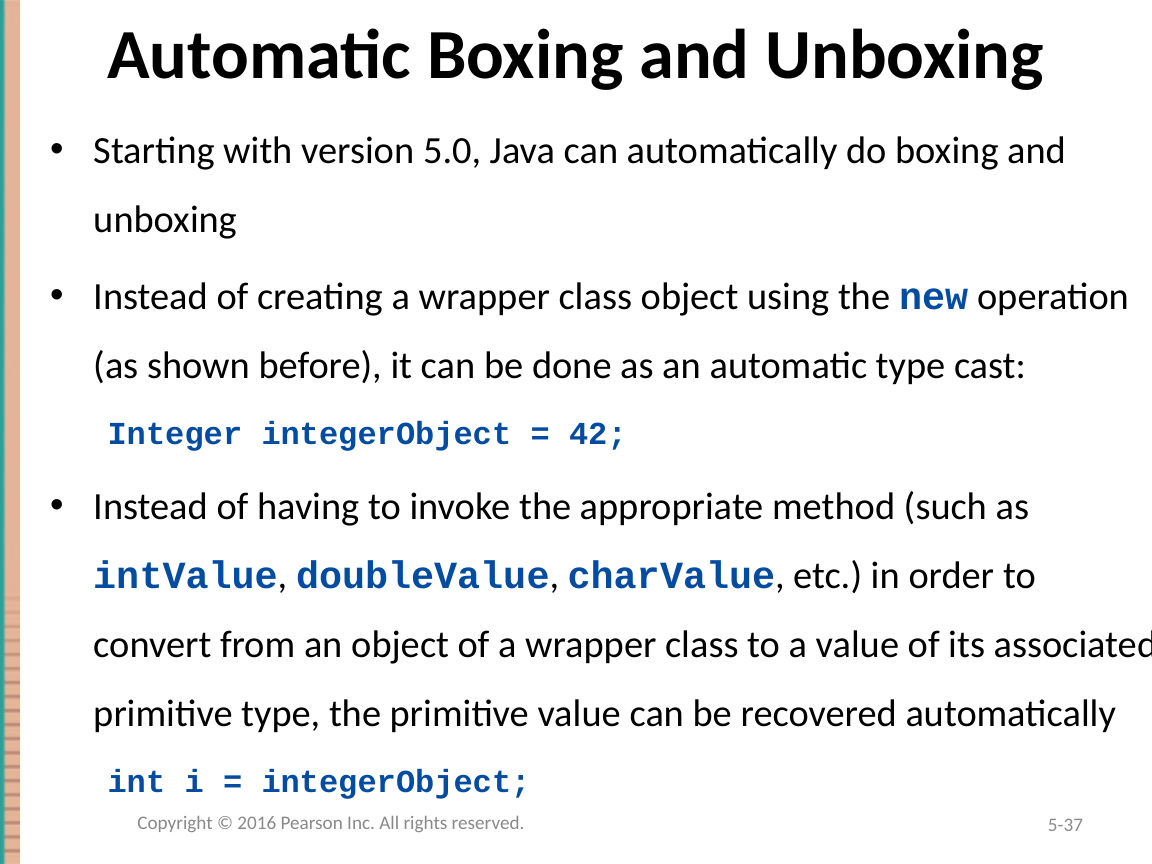 Automatic Boxing and Unboxing
• Starting with version 5.0, Java can automatically do boxing and
unboxing
• Instead of creating a wrapper class object using the new operation
(as shown before), it can be done as an automatic type cast:
Integer integerObject = 42;
• Instead of having to invoke the appropriate method (such as
intValue, doubleValue, charValue, etc.) in order to
convert from an object of a wrapper class to a value of its associated
primitive type, the primitive value can be recovered automatically
int i = integerObject;
Copyright © 2016 Pearson Inc. All rights reserved.
5-37